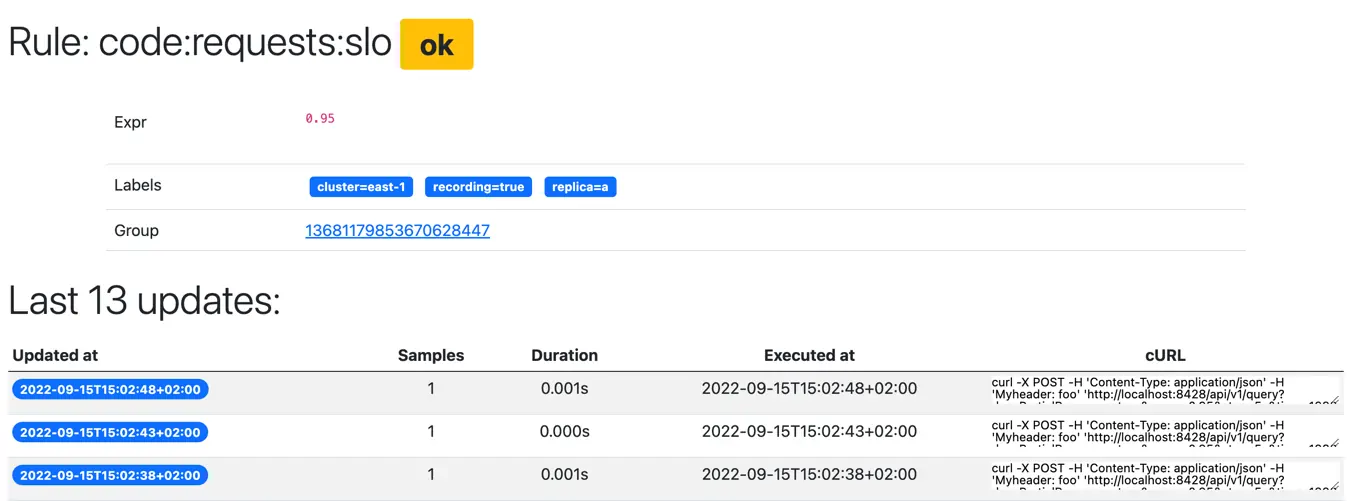 Rule: code:requests:slo ok
Expr 0.95
Labels cluster=east-1 recording=true replica=a
Group 13681179853670628447
Last 13 updates:
Updated at Samples Duration Executed at cURL
2022-09-15T15:02:48+02:00 1 0.001s 2022-09-15T15:02:48+02:00 curl -X POST -H 'Content-Type: application/json' -H
'Myheader: foo' 'http://localhost:8428/api/v1/query?
2022-09-15T15:02:43+02:00 1 0.000s 2022-09-15T15:02:43+02:00 curl -X POST -H 'Content-Type: application/json' -H
'Myheader: foo' 'http://localhost:8428/api/v1/query?
2022-09-15T15:02:38+02:00 1 0.001s 2022-09-15T15:02:38+02:00 curl -X POST -H 'Content-Type: application/json' -H
'Myheader: foo' 'http://localhost:8428/api/v1/query?